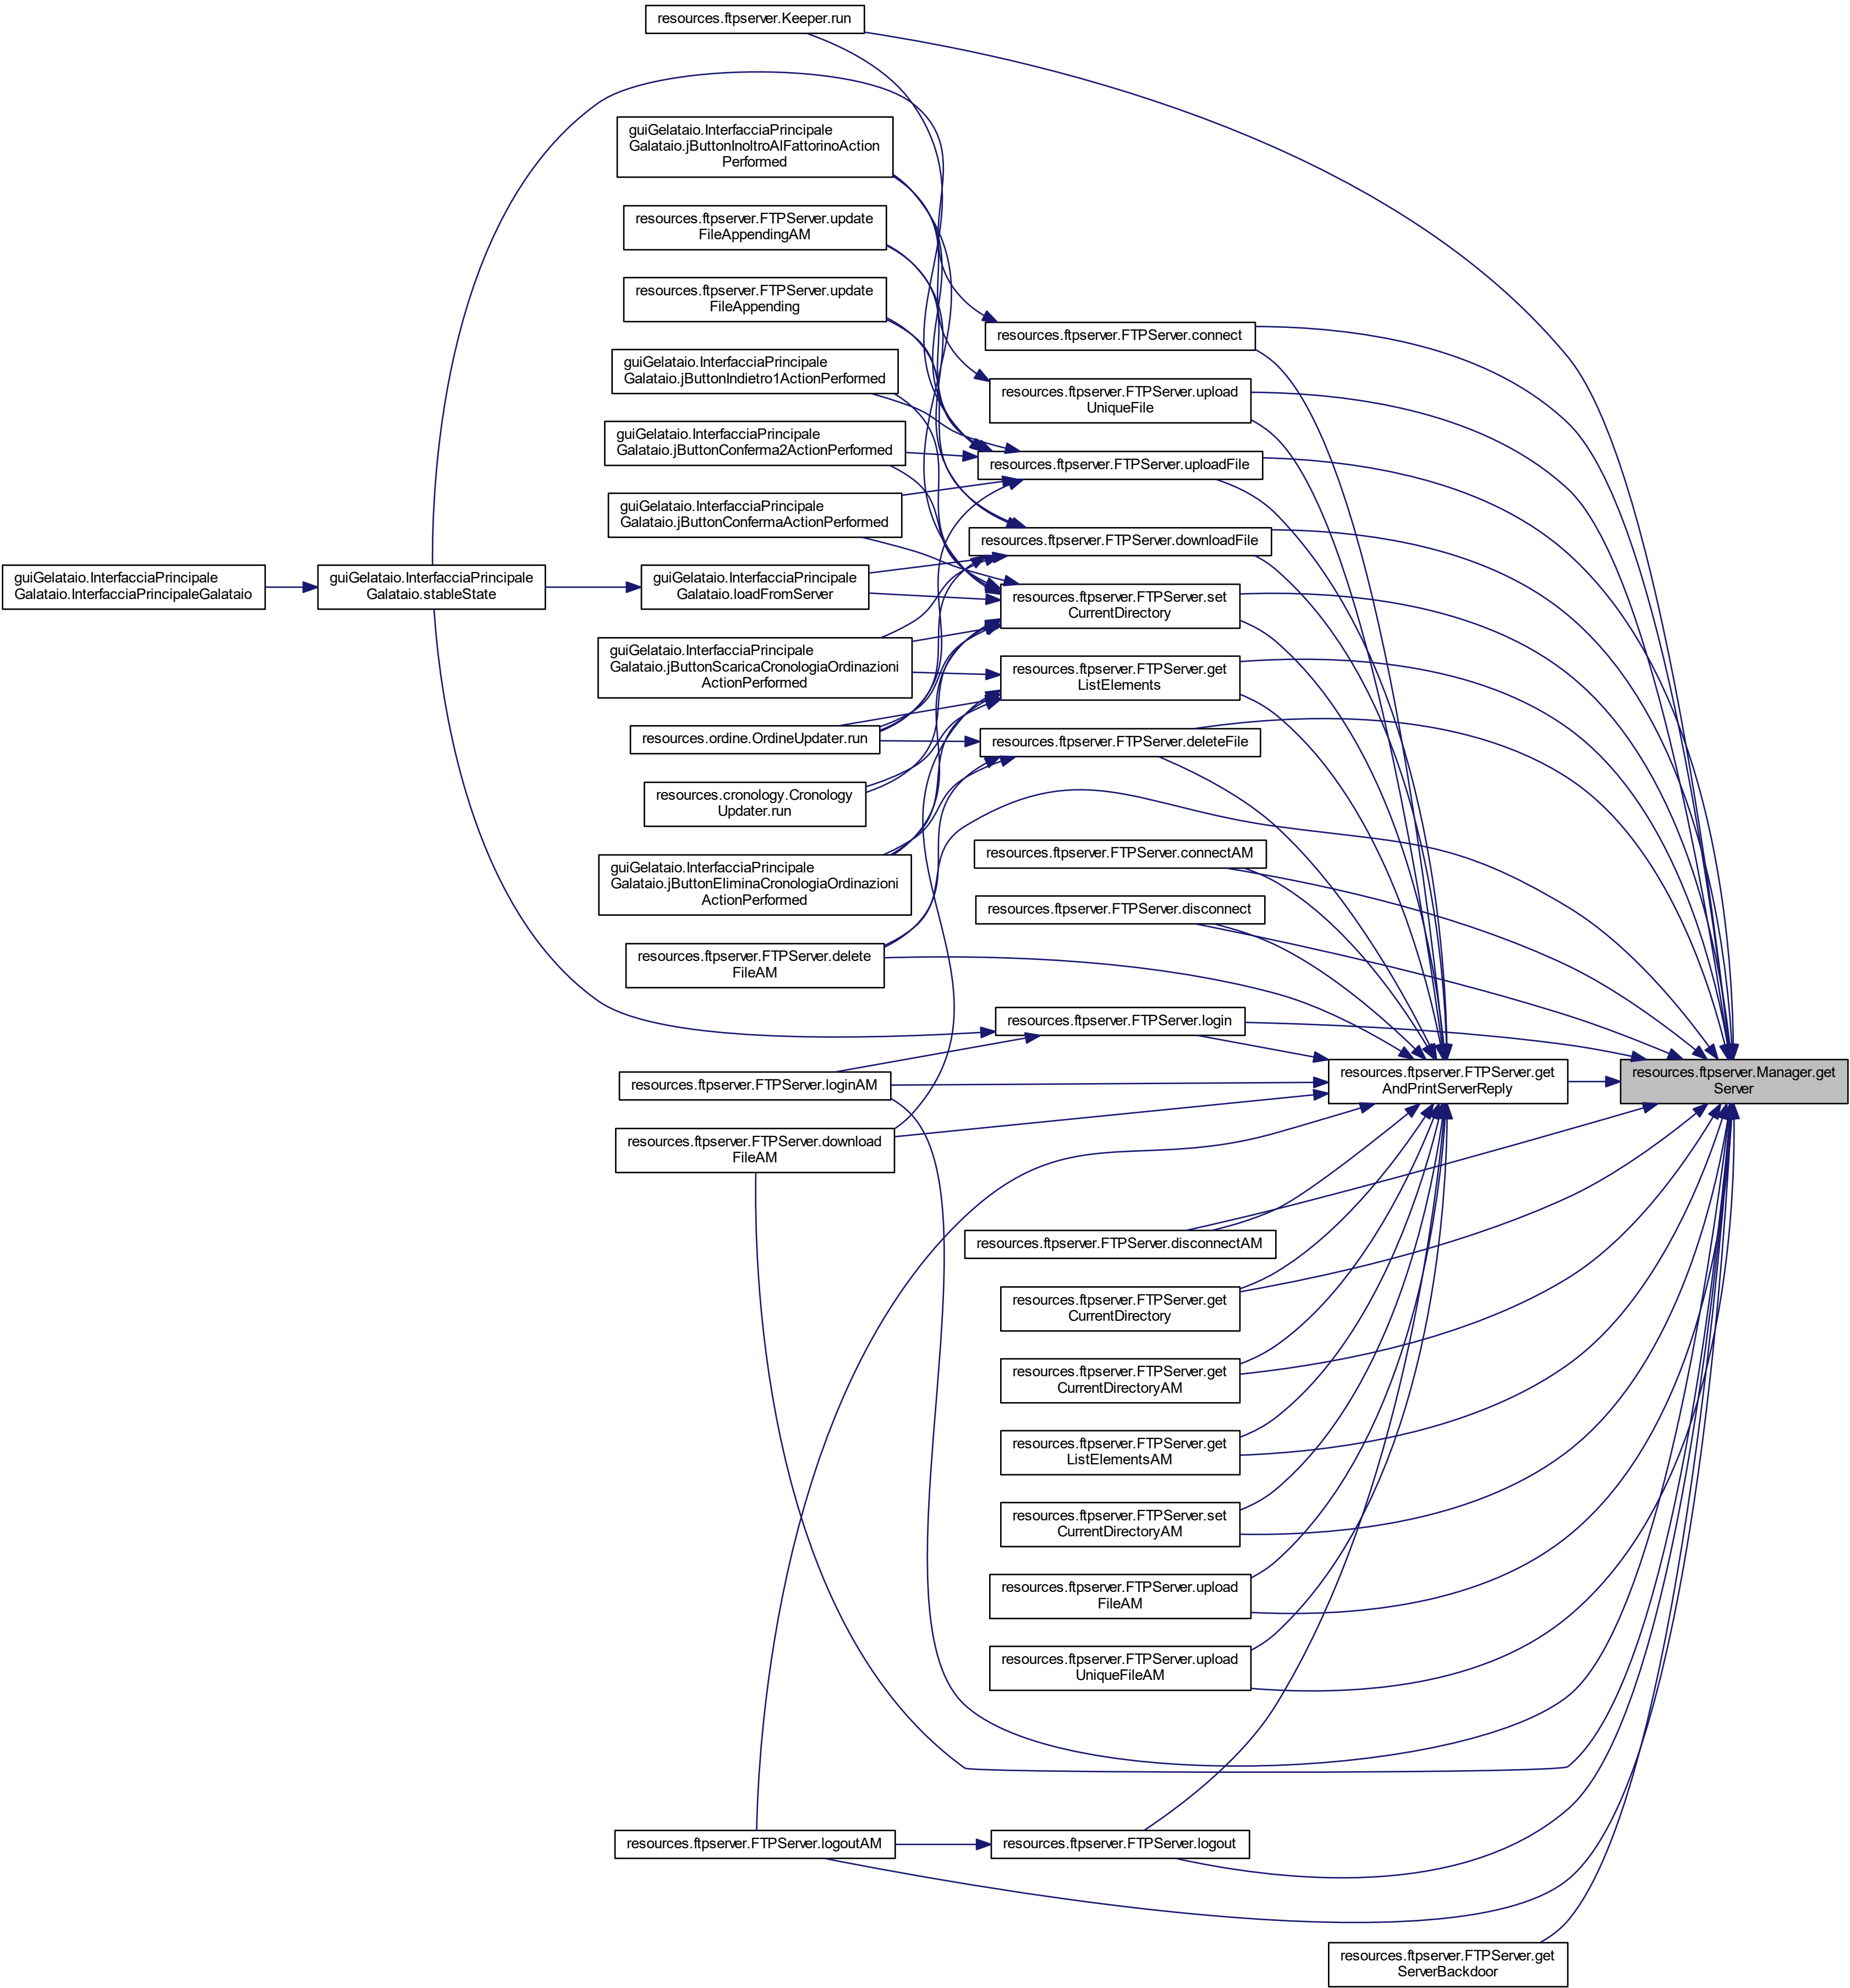 resources.ftpserver.Keeper.run
guiGelataio.InterfacciaPrincipale
Galataio.jButtonInoltroAlFattorinoAction
Performed
resources.ftpserver.FTPServer.update
FileAppendingAM
resources.ftpserver.FTPServer.update
FileAppending
resources.ftpserver.FTPServer.connect
guiGelataio.InterfacciaPrincipale
Galataio.jButtonIndietro1ActionPerformed
resources.ftpserver.FTPServer.upload
UniqueFile
guiGelataio.InterfacciaPrincipale
Galataio.jButtonConferma2ActionPerformed
resources.ftpserver.FTPServer.uploadFile
guiGelataio.InterfacciaPrincipale
Galataio.jButtonConfermaActionPerformed
resources.ftpserver.FTPServer.downloadFile
guiGelataio.InterfacciaPrincipale
Galataio.InterfacciaPrincipaleGalataio
guiGelataio.InterfacciaPrincipale
Galataio.stableState
guiGelataio.InterfacciaPrincipale
Galataio.loadFromServer
resources.ftpserver.FTPServer.set
CurrentDirectory
guiGelataio.InterfacciaPrincipale
Galataio.jButtonScaricaCronologiaOrdinazioni
ActionPerformed
resources.ftpserver.FTPServer.get
ListElements
resources.ordine.OrdineUpdater.run
resources.ftpserver.FTPServer.deleteFile
resources.cronology.Cronology
Updater.run
resources.ftpserver.FTPServer.connectAM
guiGelataio.InterfacciaPrincipale
Galataio.jButtonEliminaCronologiaOrdinazioni
ActionPerformed
resources.ftpserver.FTPServer.disconnect
resources.ftpserver.FTPServer.delete
FileAM
resources.ftpserver.FTPServer.login
resources.ftpserver.FTPServer.loginAM
resources.ftpserver.FTPServer.get
AndPrintServerReply
resources.ftpserver.Manager.get
Server
resources.ftpserver.FTPServer.download
FileAM
resources.ftpserver.FTPServer.disconnectAM
resources.ftpserver.FTPServer.get
CurrentDirectory
resources.ftpserver.FTPServer.get
CurrentDirectoryAM
resources.ftpserver.FTPServer.get
ListElementsAM
resources.ftpserver.FTPServer.set
CurrentDirectoryAM
resources.ftpserver.FTPServer.upload
FileAM
resources.ftpserver.FTPServer.upload
UniqueFileAM
resources.ftpserver.FTPServer.logoutAM
resources.ftpserver.FTPServer.logout
resources.ftpserver.FTPServer.get
ServerBackdoor